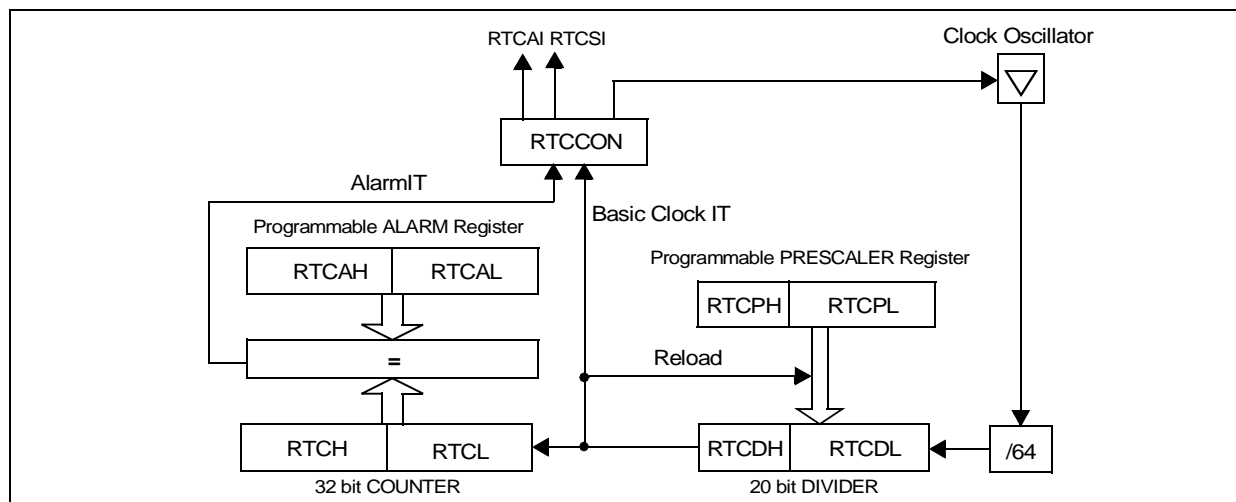 RTCAI RTCSI
Clock Oscillator
RTCCON
AlarmIT
Basic Clock IT
Programmable ALARM Register
RTCAH RTCAL
Programmable PRESCALER Register
RTCPH RTCPL
=
Reload
RTCH RTCL
RTCDH RTCDL
/64
32 bit COUNTER
20 bit DIVIDER